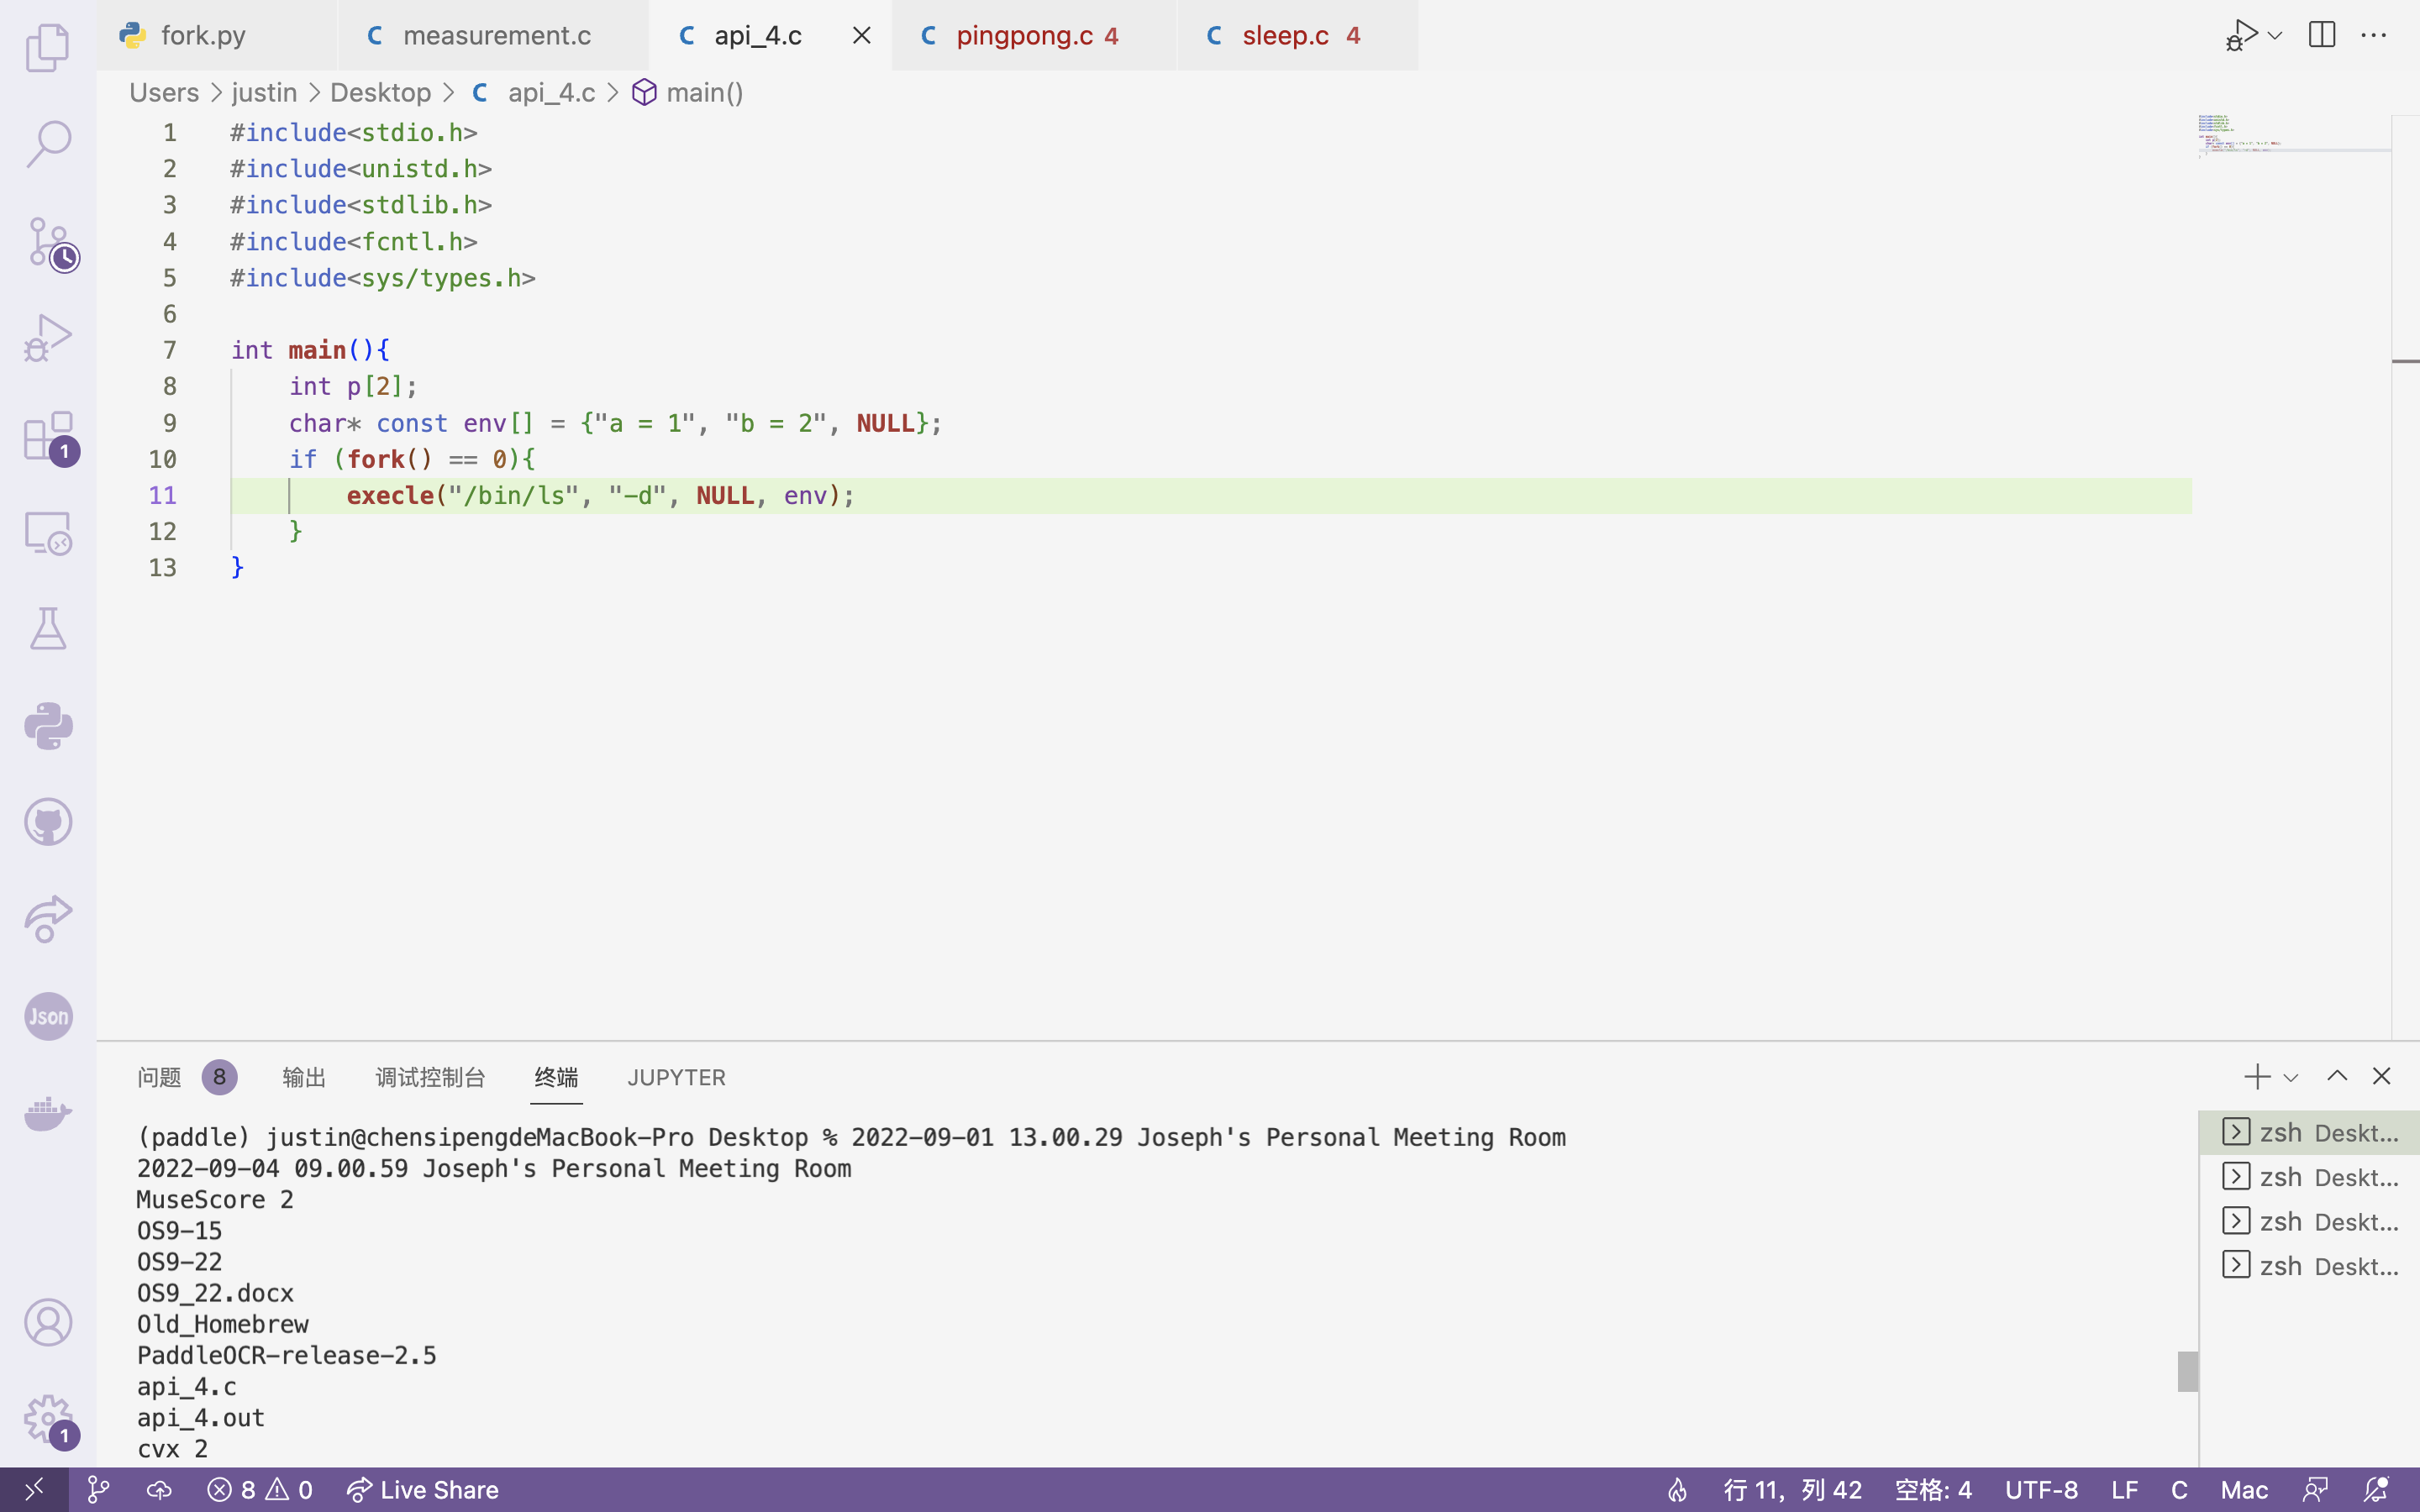 fork.py
measurement.c
api_4.c
pingpong.c 4
sleep.c 4
Users > justin > Desktop > C api_4.c > main()
1 #include<stdio.h>
2 #include<unistd.h>
3 #include<stdlib.h>
4 #include<fcntl.h>
5 #include<sys/types.h>
6
7 int main(){
8 int p[2];
9 char* const env[] = {"a = 1", "b = 2", NULL};
10 if (fork() == 0){
11 execle("/bin/ls", "-d", NULL, env);
12 }
13 }
1
Json
1
问题 8 输出 调试控制台 终端 JUPYTER
(paddle) justin@chensipengdeMacBook-Pro Desktop % 2022-09-01 13.00.29 Joseph's Personal Meeting Room
2022-09-04 09.00.59 Joseph's Personal Meeting Room
MuseScore 2
OS9-15
OS9-22
OS9_22.docx
Old_Homebrew
PaddleOCR-release-2.5
api_4.c
api_4.out
cvx 2
zsh Deskt...
zsh Deskt...
zsh Deskt...
zsh Deskt...
8 0 Live Share 行 11, 列 42 空格: 4 UTF-8 LF C Mac